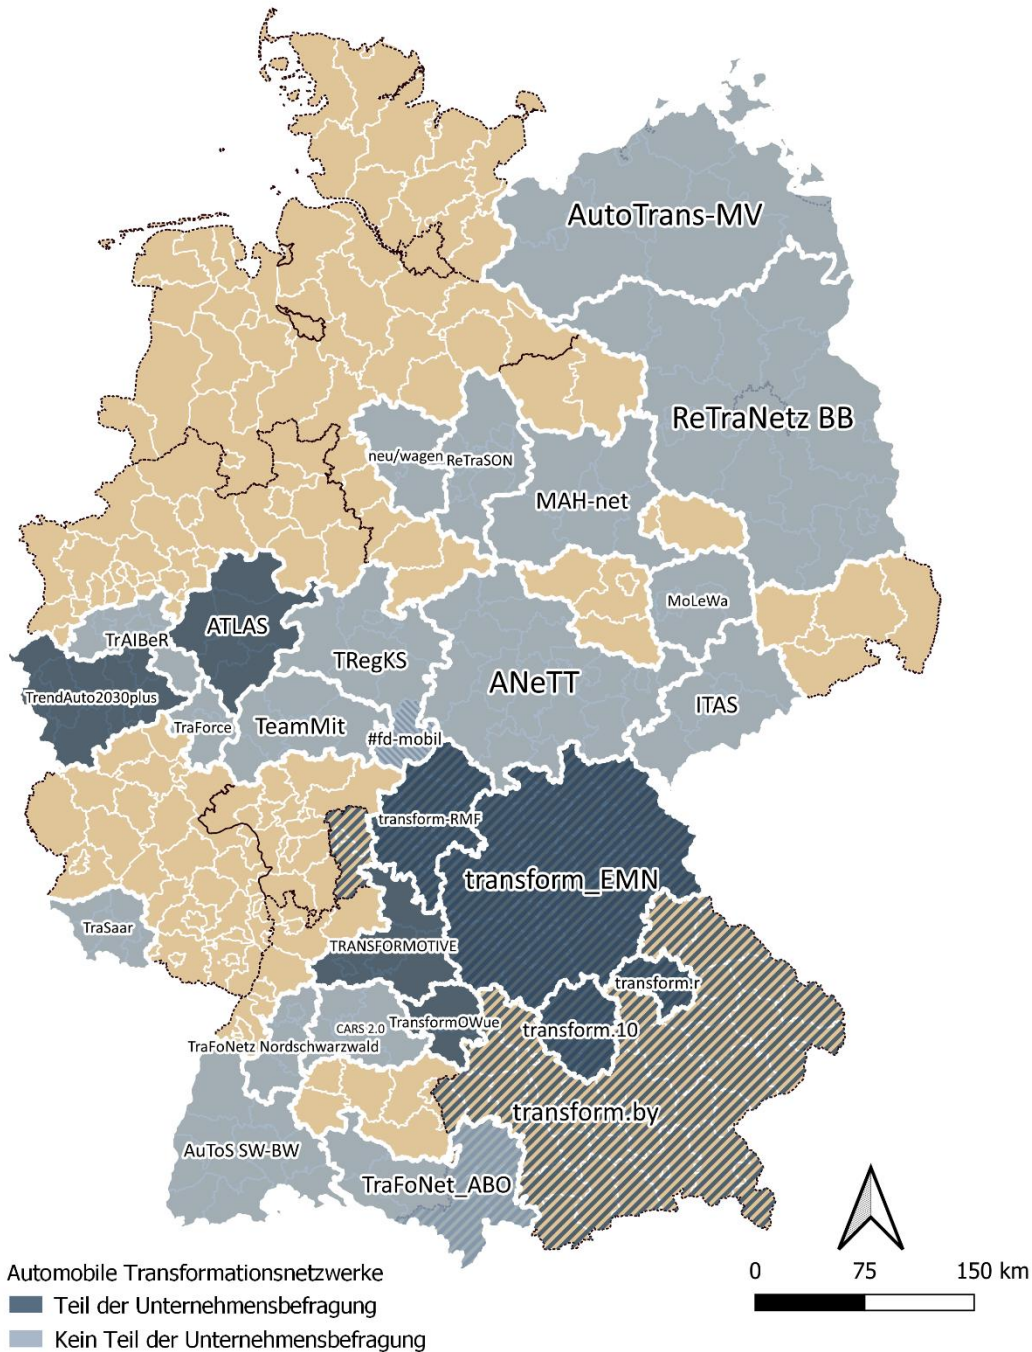 AutoTrans-MV
ReTraNetz BB
neu/wagen
ReTraSON
MAH-net
MoLeWa
ATLAS
TrAIBeR
TRegKS
ANeTT
ITAS
TrendAuto2030plus
TraForce
TeamMit
#fd-mobil
transform-RMF
transform_EMN
TraSaar
TRANSFORMOTIVE
transform.r
CARS 2.0
TransformOWue
transform.10
TraFoNetz Nordschwarzwald
transform.by
AuToS SW-BW
TraFoNet_ABO
Automobile Transformationsnetzwerke
Teil der Unternehmensbefragung
Kein Teil der Unternehmensbefragung
0 75 150 km